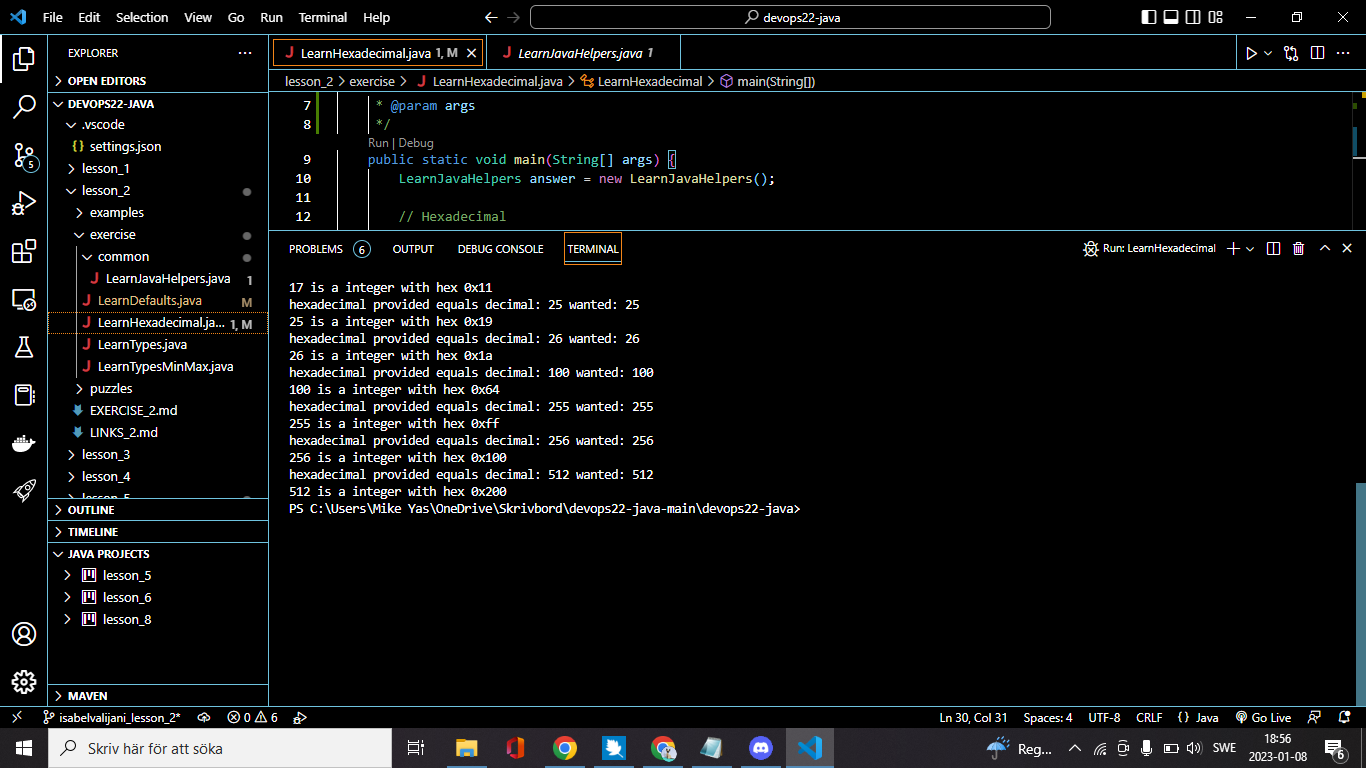 File Edit Selection View Go Run Terminal Help
devops22-java
EXPLORER
OPEN EDITORS
DEVOPS22-JAVA
.vscode
{} settings.json
lesson_1
lesson_2
examples
exercise
common
J LearnJavaHelpers.java 1
J LearnDefaults.java M
J LearnHexadecimal.ja... 1, M
J LearnTypes.java
J LearnTypesMinMax.java
puzzles
EXERCISE_2.md
LINKS_2.md
lesson_3
lesson_4
lesson_5
OUTLINE
TIMELINE
JAVA PROJECTS
lesson_5
lesson_6
lesson_8
MAVEN
5
J LearnHexadecimal.java 1, M
J LearnJavaHelpers.java 1
lesson_2 > exercise > J LearnHexadecimal.java > LearnHexadecimal > main(String[])
7 * @param args
8 */
Run | Debug
9 public static void main(String[] args) {
10 LearnJavaHelpers answer = new LearnJavaHelpers();
11
12 // Hexadecimal
PROBLEMS 6 OUTPUT DEBUG CONSOLE TERMINAL
Run: LearnHexadecimal
17 is a integer with hex 0x11
hexadecimal provided equals decimal: 25 wanted: 25
25 is a integer with hex 0x19
hexadecimal provided equals decimal: 26 wanted: 26
26 is a integer with hex 0x1a
hexadecimal provided equals decimal: 100 wanted: 100
100 is a integer with hex 0x64
hexadecimal provided equals decimal: 255 wanted: 255
255 is a integer with hex 0xff
hexadecimal provided equals decimal: 256 wanted: 256
256 is a integer with hex 0x100
hexadecimal provided equals decimal: 512 wanted: 512
512 is a integer with hex 0x200
PS C:\Users\Mike Yas\OneDrive\Skrivbord\devops22-java-main\devops22-java>
isabelvalijani_lesson_2* 0 6
Ln 30, Col 31 Spaces: 4 UTF-8 CRLF {} Java Go Live
Skriv här för att söka
Reg... SWE
18:56
2023-01-08
6